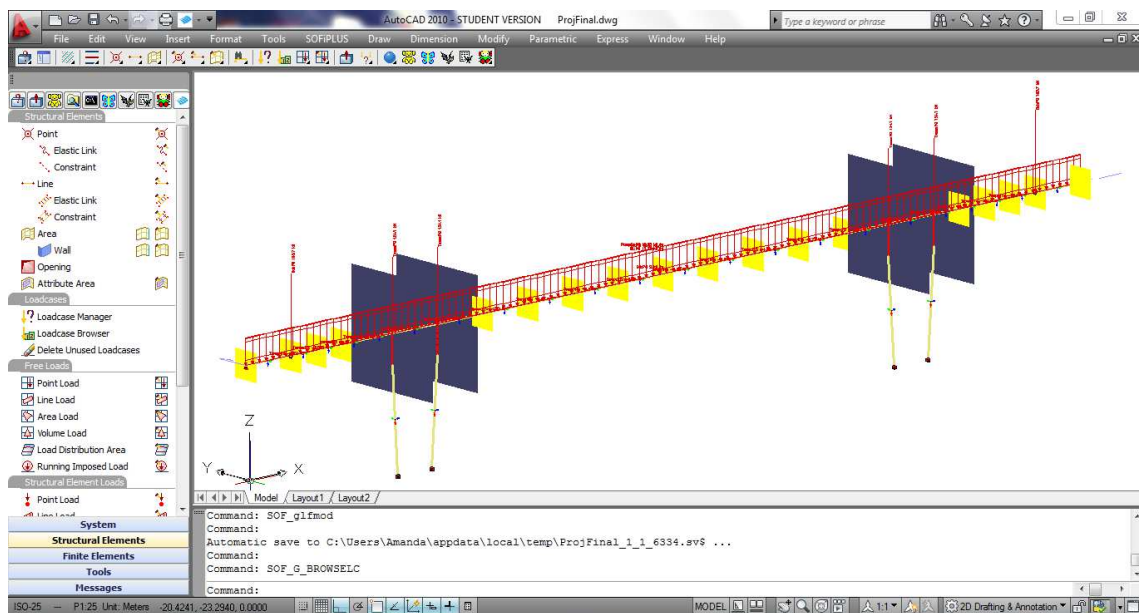 AutoCAD 2010 - STUDENT VERSION ProjFinal.dwg
Type a keyword or phrase
File Edit View Insert Format Tools SOFiPLUS Draw Dimension Modify Parametric Express Window Help
Structural Elements
Point
Elastic Link
Constraint
Line
Elastic Link
Constraint
Area
Wall
Opening
Attribute Area
Loadcases
Loadcase Manager
Loadcase Browser
Delete Unused Loadcases
Free Loads
Point Load
Line Load
Area Load
Volume Load
Load Distribution Area
Running Imposed Load
Structural Element Loads
Point Load
Line Load
System
Structural Elements
Finite Elements
Tools
Messages
Z
Y
X
Model Layout1 Layout2
Command: SOF_glfmod
Command:
Automatic save to C:\Users\Amanda\appdata\local\temp\ProjFinal_1_1_6334.sv$ ...
Command:
Command: SOF_G_BROWSELC
Command:
ISO-25 — P1:25 Unit: Meters -20.4241, -23.2940, 0.0000 MODEL 1:1 2D Drafting & Annotation